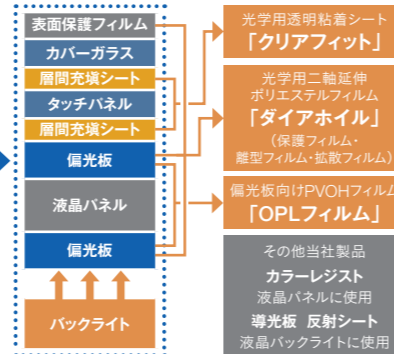 表面保護フィルム
カバーガラス
層間充塡シート
タッチパネル
層間充塡シート
偏光板
液晶パネル
偏光板
バックライト
光学用透明粘着シート
「クリアフィット」
光学用二軸延伸
ポリエステルフィルム
「ダイアホイル」
（保護フィルム・
離型フィルム・拡散フィルム）
偏光板向けPVOHフィルム
「OPLフィルム」
その他当社製品
カラーレジスト
液晶パネルに使用
導光板 反射シート
液晶バックライトに使用